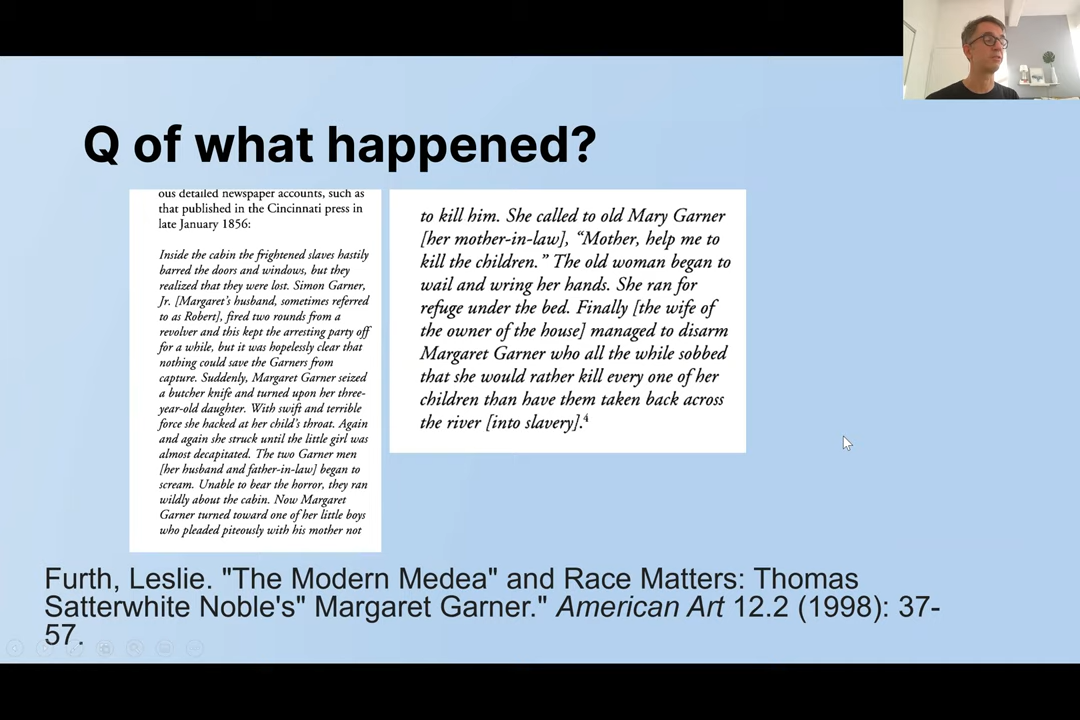 Q of what happened?
ous detailed newspaper accounts, such as
that published in the Cincinnati press in
late January 1856:
Inside the cabin the frightened slaves hastily
barred the doors and windows, but they
realized that they were lost. Simon Garner,
Jr. [Margaret's husband, sometimes referred
to as Robert], fired two rounds from a
revolver and this kept the arresting party off
for a while, but it was hopelessly clear that
nothing could save the Garners from
capture. Suddenly, Margaret Garner seized
a butcher knife and turned upon her three-
year-old daughter. With swift and terrible
force she hacked at her child's throat. Again
and again she struck until the little girl was
almost decapitated. The two Garner men
[her husband and father-in-law] began to
scream. Unable to bear the horror, they ran
wildly about the cabin. Now Margaret
Garner turned toward one of her little boys
who pleaded piteously with his mother not
to kill him. She called to old Mary Garner
[her mother-in-law], “Mother, help me to
kill the children.” The old woman began to
wail and wring her hands. She ran for
refuge under the bed. Finally [the wife of
the owner of the house] managed to disarm
Margaret Garner who all the while sobbed
that she would rather kill every one of her
children than have them taken back across
the river [into slavery].4
Furth, Leslie. "The Modern Medea" and Race Matters: Thomas
Satterwhite Noble's" Margaret Garner." American Art 12.2 (1998): 37-
57.